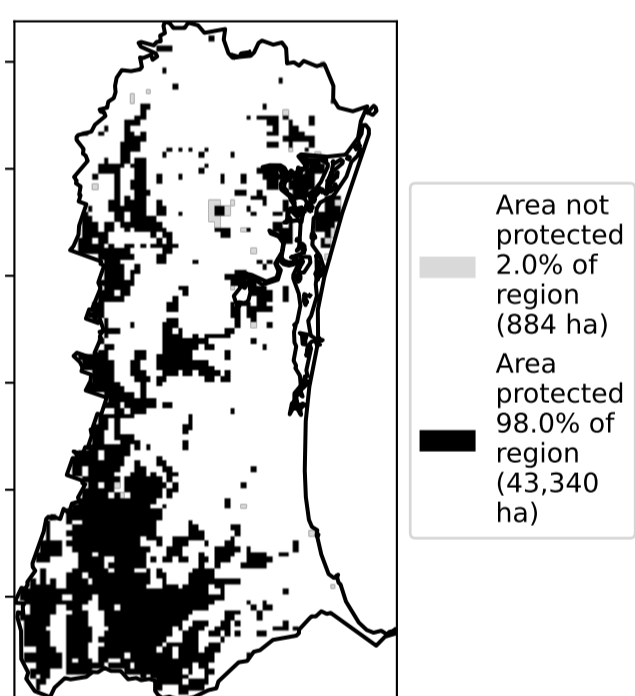 Area not
protected
2.0% of
region
(884 ha)
Area
protected
98.0% of
region
(43,340
ha)